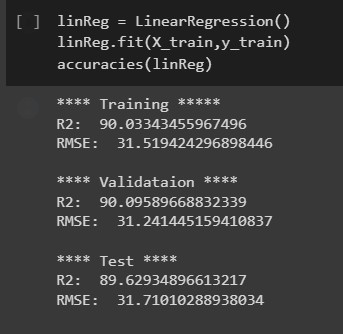 [ ] linReg = LinearRegression()
linReg.fit(X_train,y_train)
accuracies(linReg)
**** Training *****
R2:  90.03343455967496
RMSE:  31.519424296898446
**** Validataion ****
R2:  90.09589668832339
RMSE:  31.241445159410837
**** Test ****
R2:  89.62934896613217
RMSE:  31.71010288938034